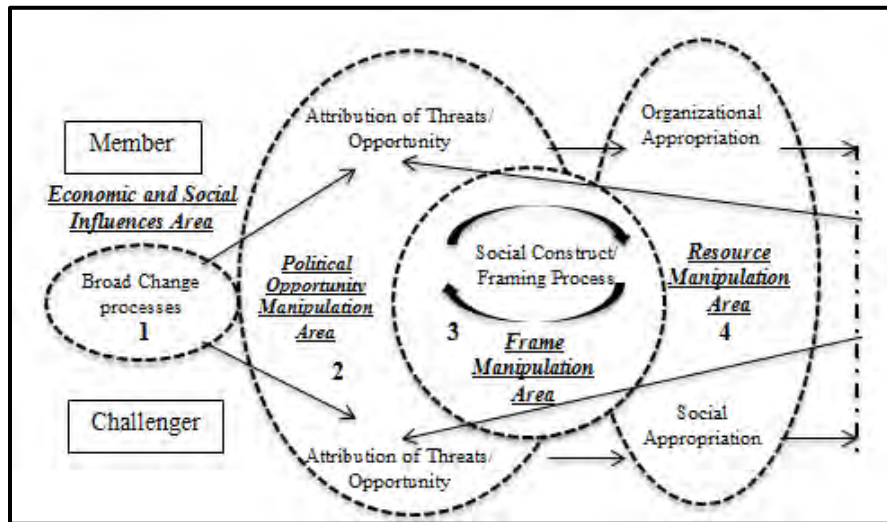 Member
Economic and Social
Influences Area
Broad Change
processes
1
Challenger
Attribution of Threats/
Opportunity
Political
Opportunity
Manipulation
Area
2
Attribution of Threats/
Opportunity
Social Construct/
Framing Process
3
Frame
Manipulation
Area
Organizational
Appropriation
Resource
Manipulation
Area
4
Social
Appropriation